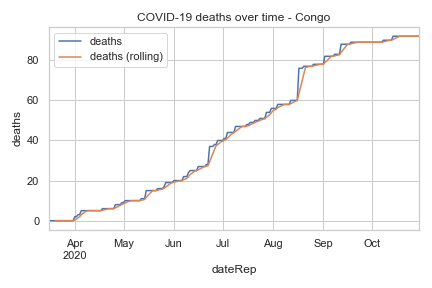 COVID-19 deaths over time - Congo
deaths
deaths (rolling)
deaths
80
60
40
20
0
Apr
2020
May
Jun
Jul
Aug
Sep
Oct
dateRep